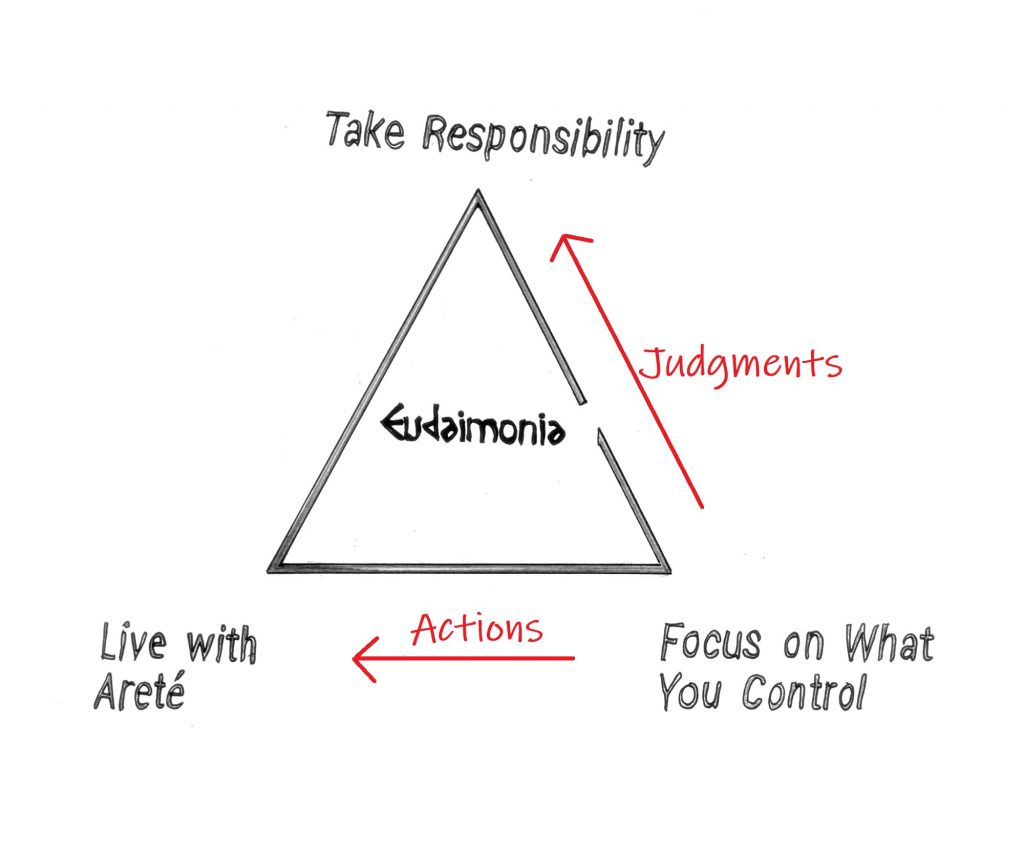 Take Responsibility
Judgments
Eudaimonia
Actions
Live with
Areté
Focus on What
You Control